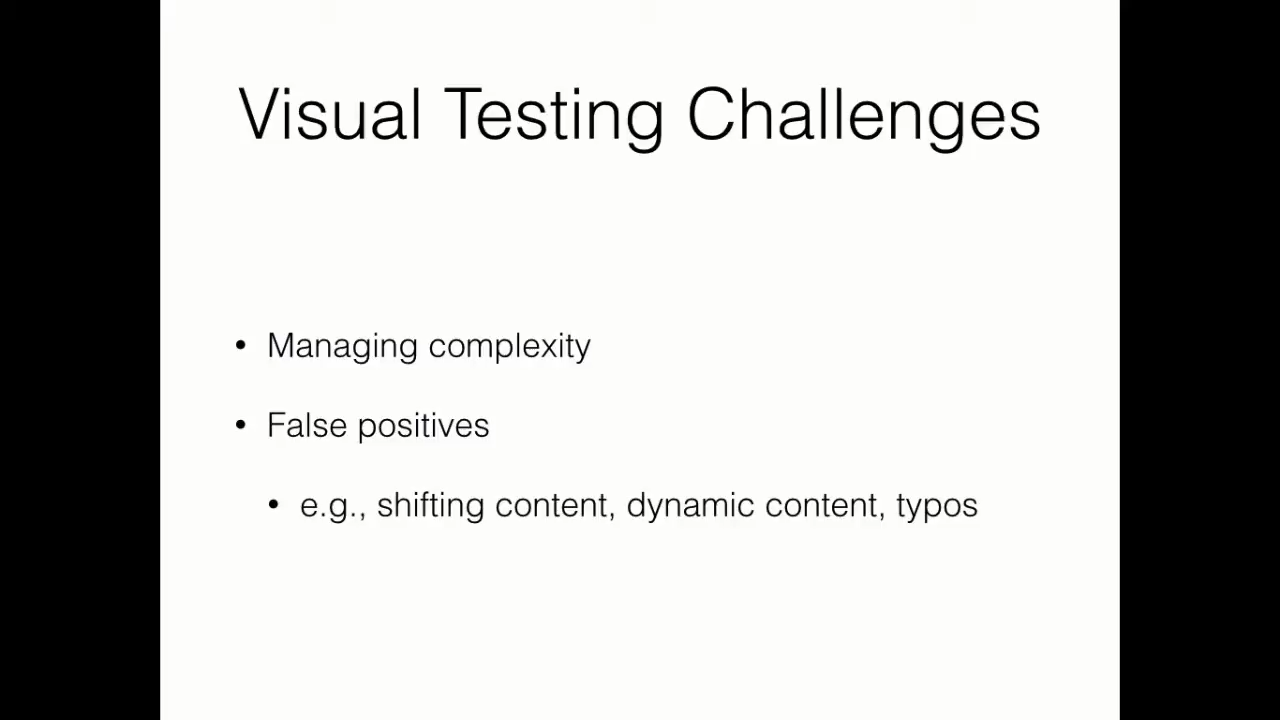 Visual Testing Challenges
• Managing complexity
• False positives
• e.g., shifting content, dynamic content, typos